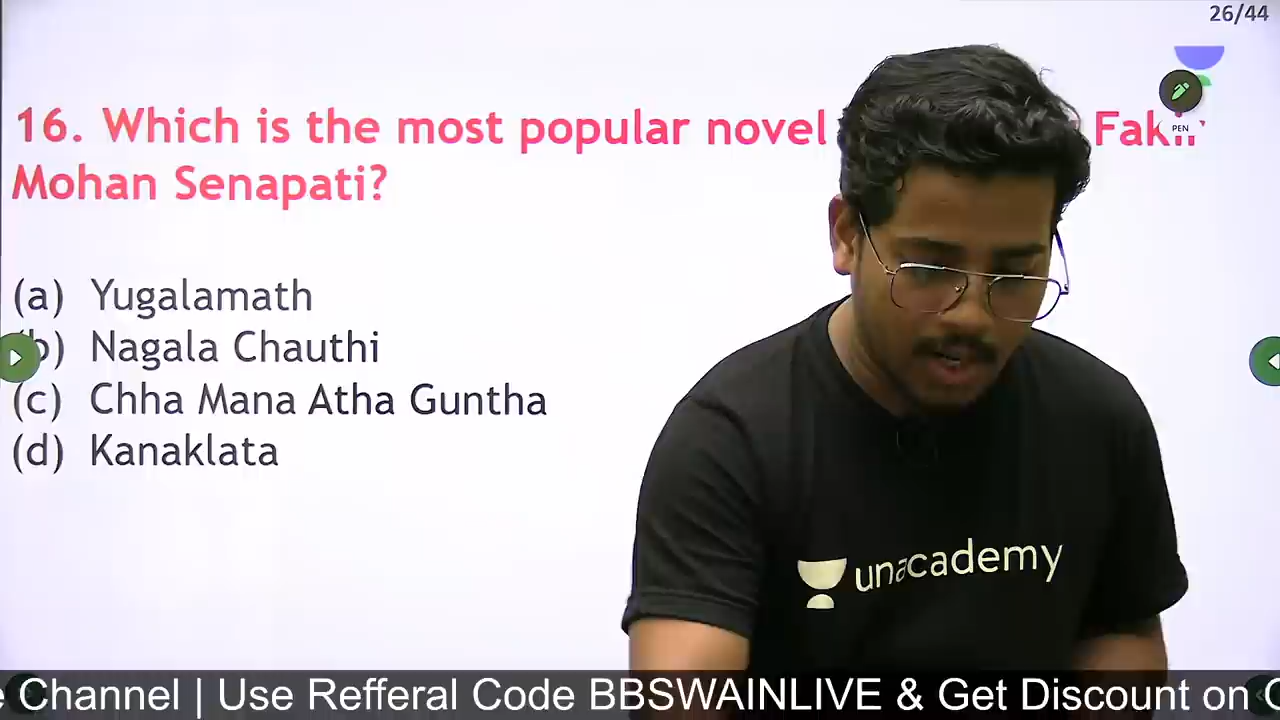 26/44
16. Which is the most popular novel
Mohan Senapati?
(a) Yugalamath
(b) Nagala Chauthi
(c) Chha Mana Atha Guntha
(d) Kanaklata
PEN
unacademy
Channel | Use Refferal Code BBSWAINLIVE & Get Discount on